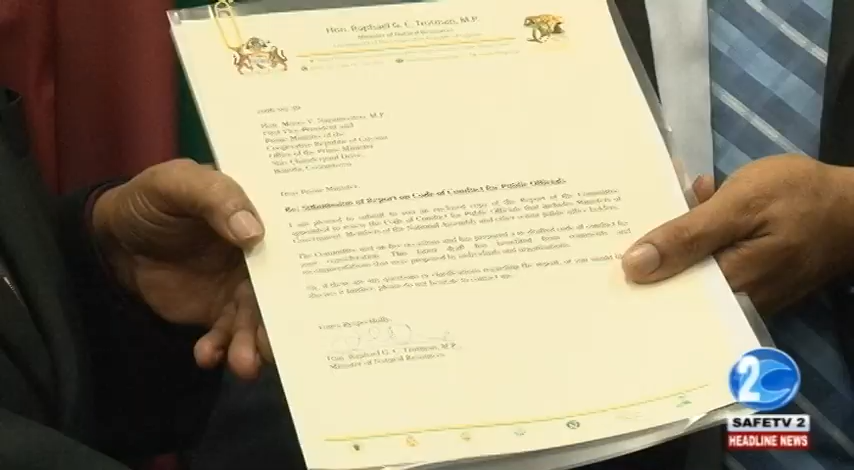 Hon. Raphael G. C. Trotman, M.P.
Minister of Natural Resources
Hon. Moses V. Nagamootoo, M.P.
First Vice-President and
Prime Minister of the
Cooperative Republic of Guyana
Office of the Prime Minister
Dear Prime Minister,
Re: Submission of Report on Code of Conduct for Public Officials
I am pleased to submit to you an enclosed copy of the Report of the Committee
appointed to the Code of Conduct for Public Officials that includes Ministers of
Government, Members of the National Assembly and other public office holders.
The Committee met on five occasions and has prepared a re-drafted code of conduct for
your consideration. This latest draft has benefited from comments and
recommendations that were proposed by individuals and organisations.
Sir, if there are any questions or clarifications regarding the report, or you would
discuss it further, please do not hesitate to contact me.
Yours Respectfully,
Hon. Raphael G. C. Trotman, M.P.
Minister of Natural Resources
2
SAFETV 2
HEADLINE NEWS